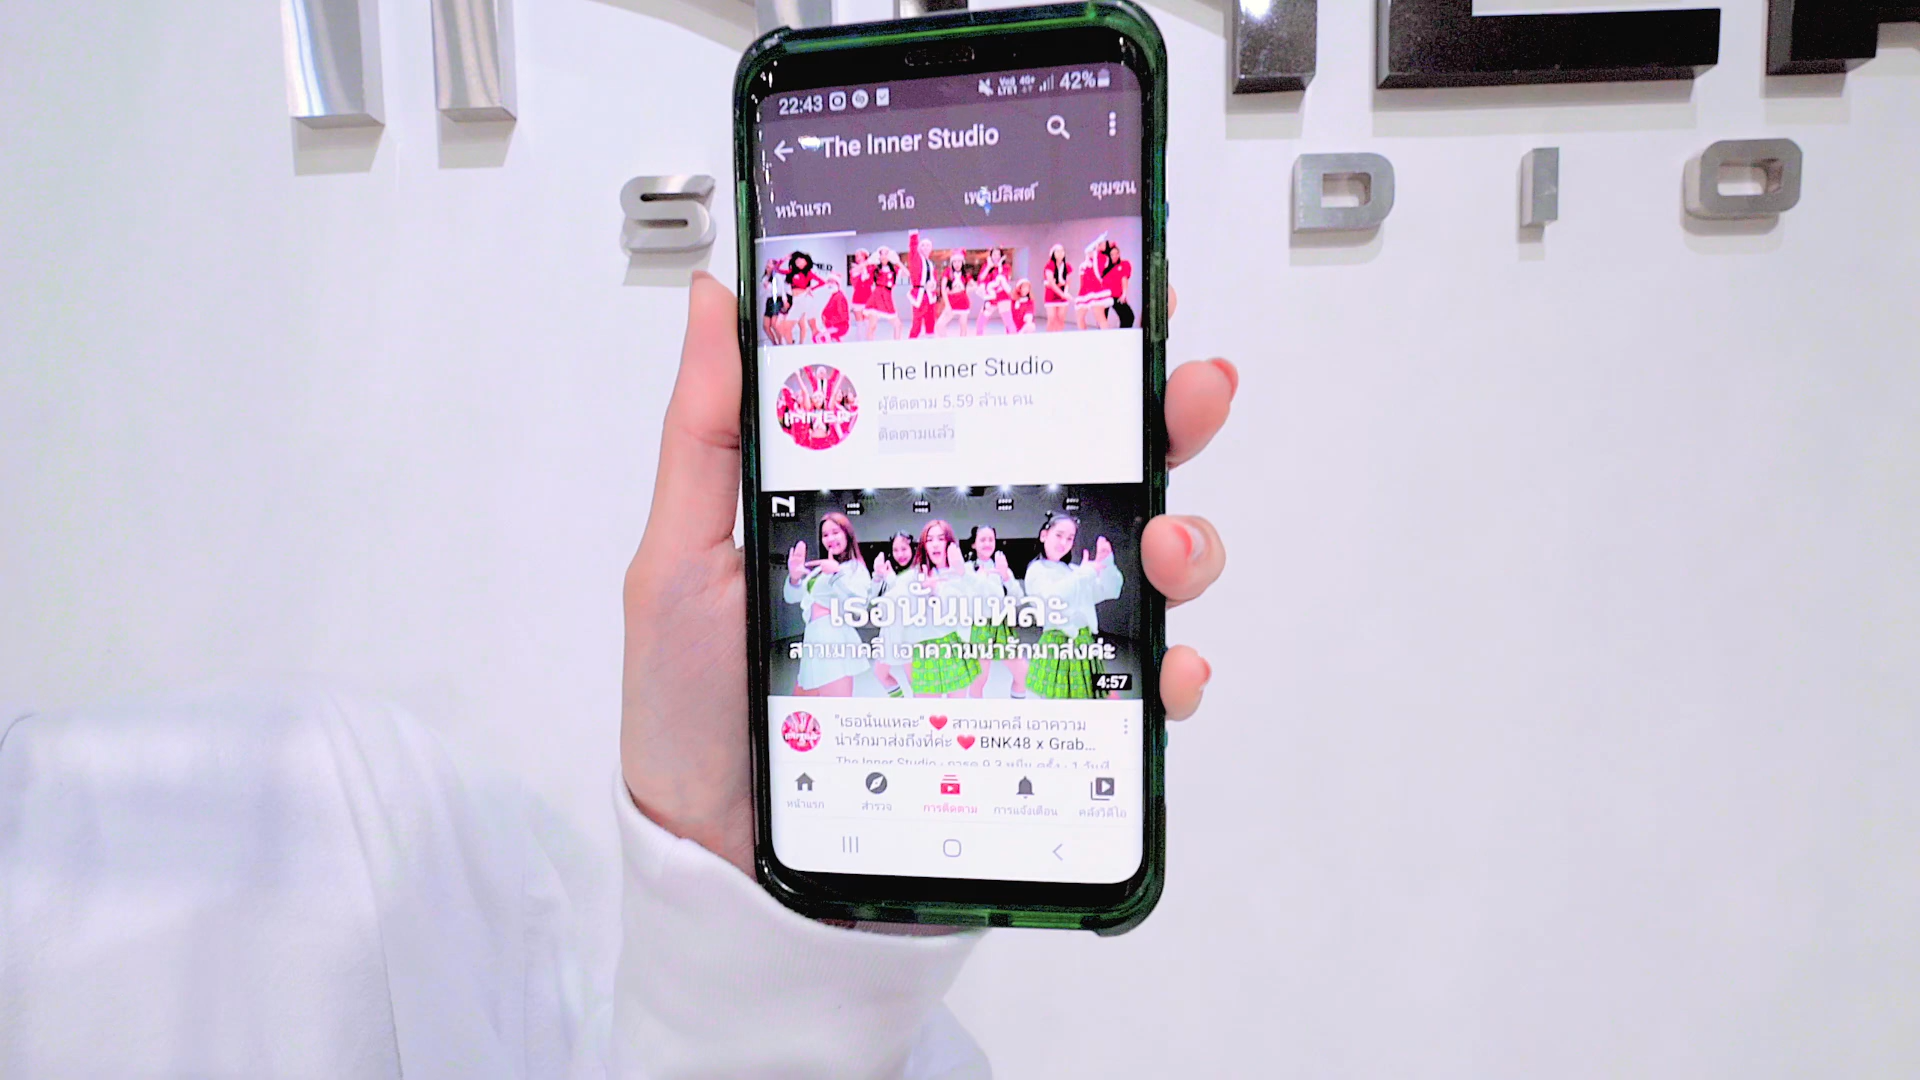 22:43 42%
The Inner Studio
หน้าแรก วิดีโอ เพลย์ลิสต์ ชุมชน
The Inner Studio
ผู้ติดตาม 5.59 ล้าน คน
ติดตามแล้ว
INNER
เธอนั่นแหละ
สาวเมาคลี เอาความน่ารักมาส่งค่ะ
4:57
"เธอนั่นแหละ" ❤ สาวเมาคลี เอาความ
น่ารักมาส่งถึงที่ค่ะ ❤ BNK48 x Grab...
หน้าแรก สำรวจ การติดตาม การแจ้งเตือน คลังวิดีโอ
S D I O